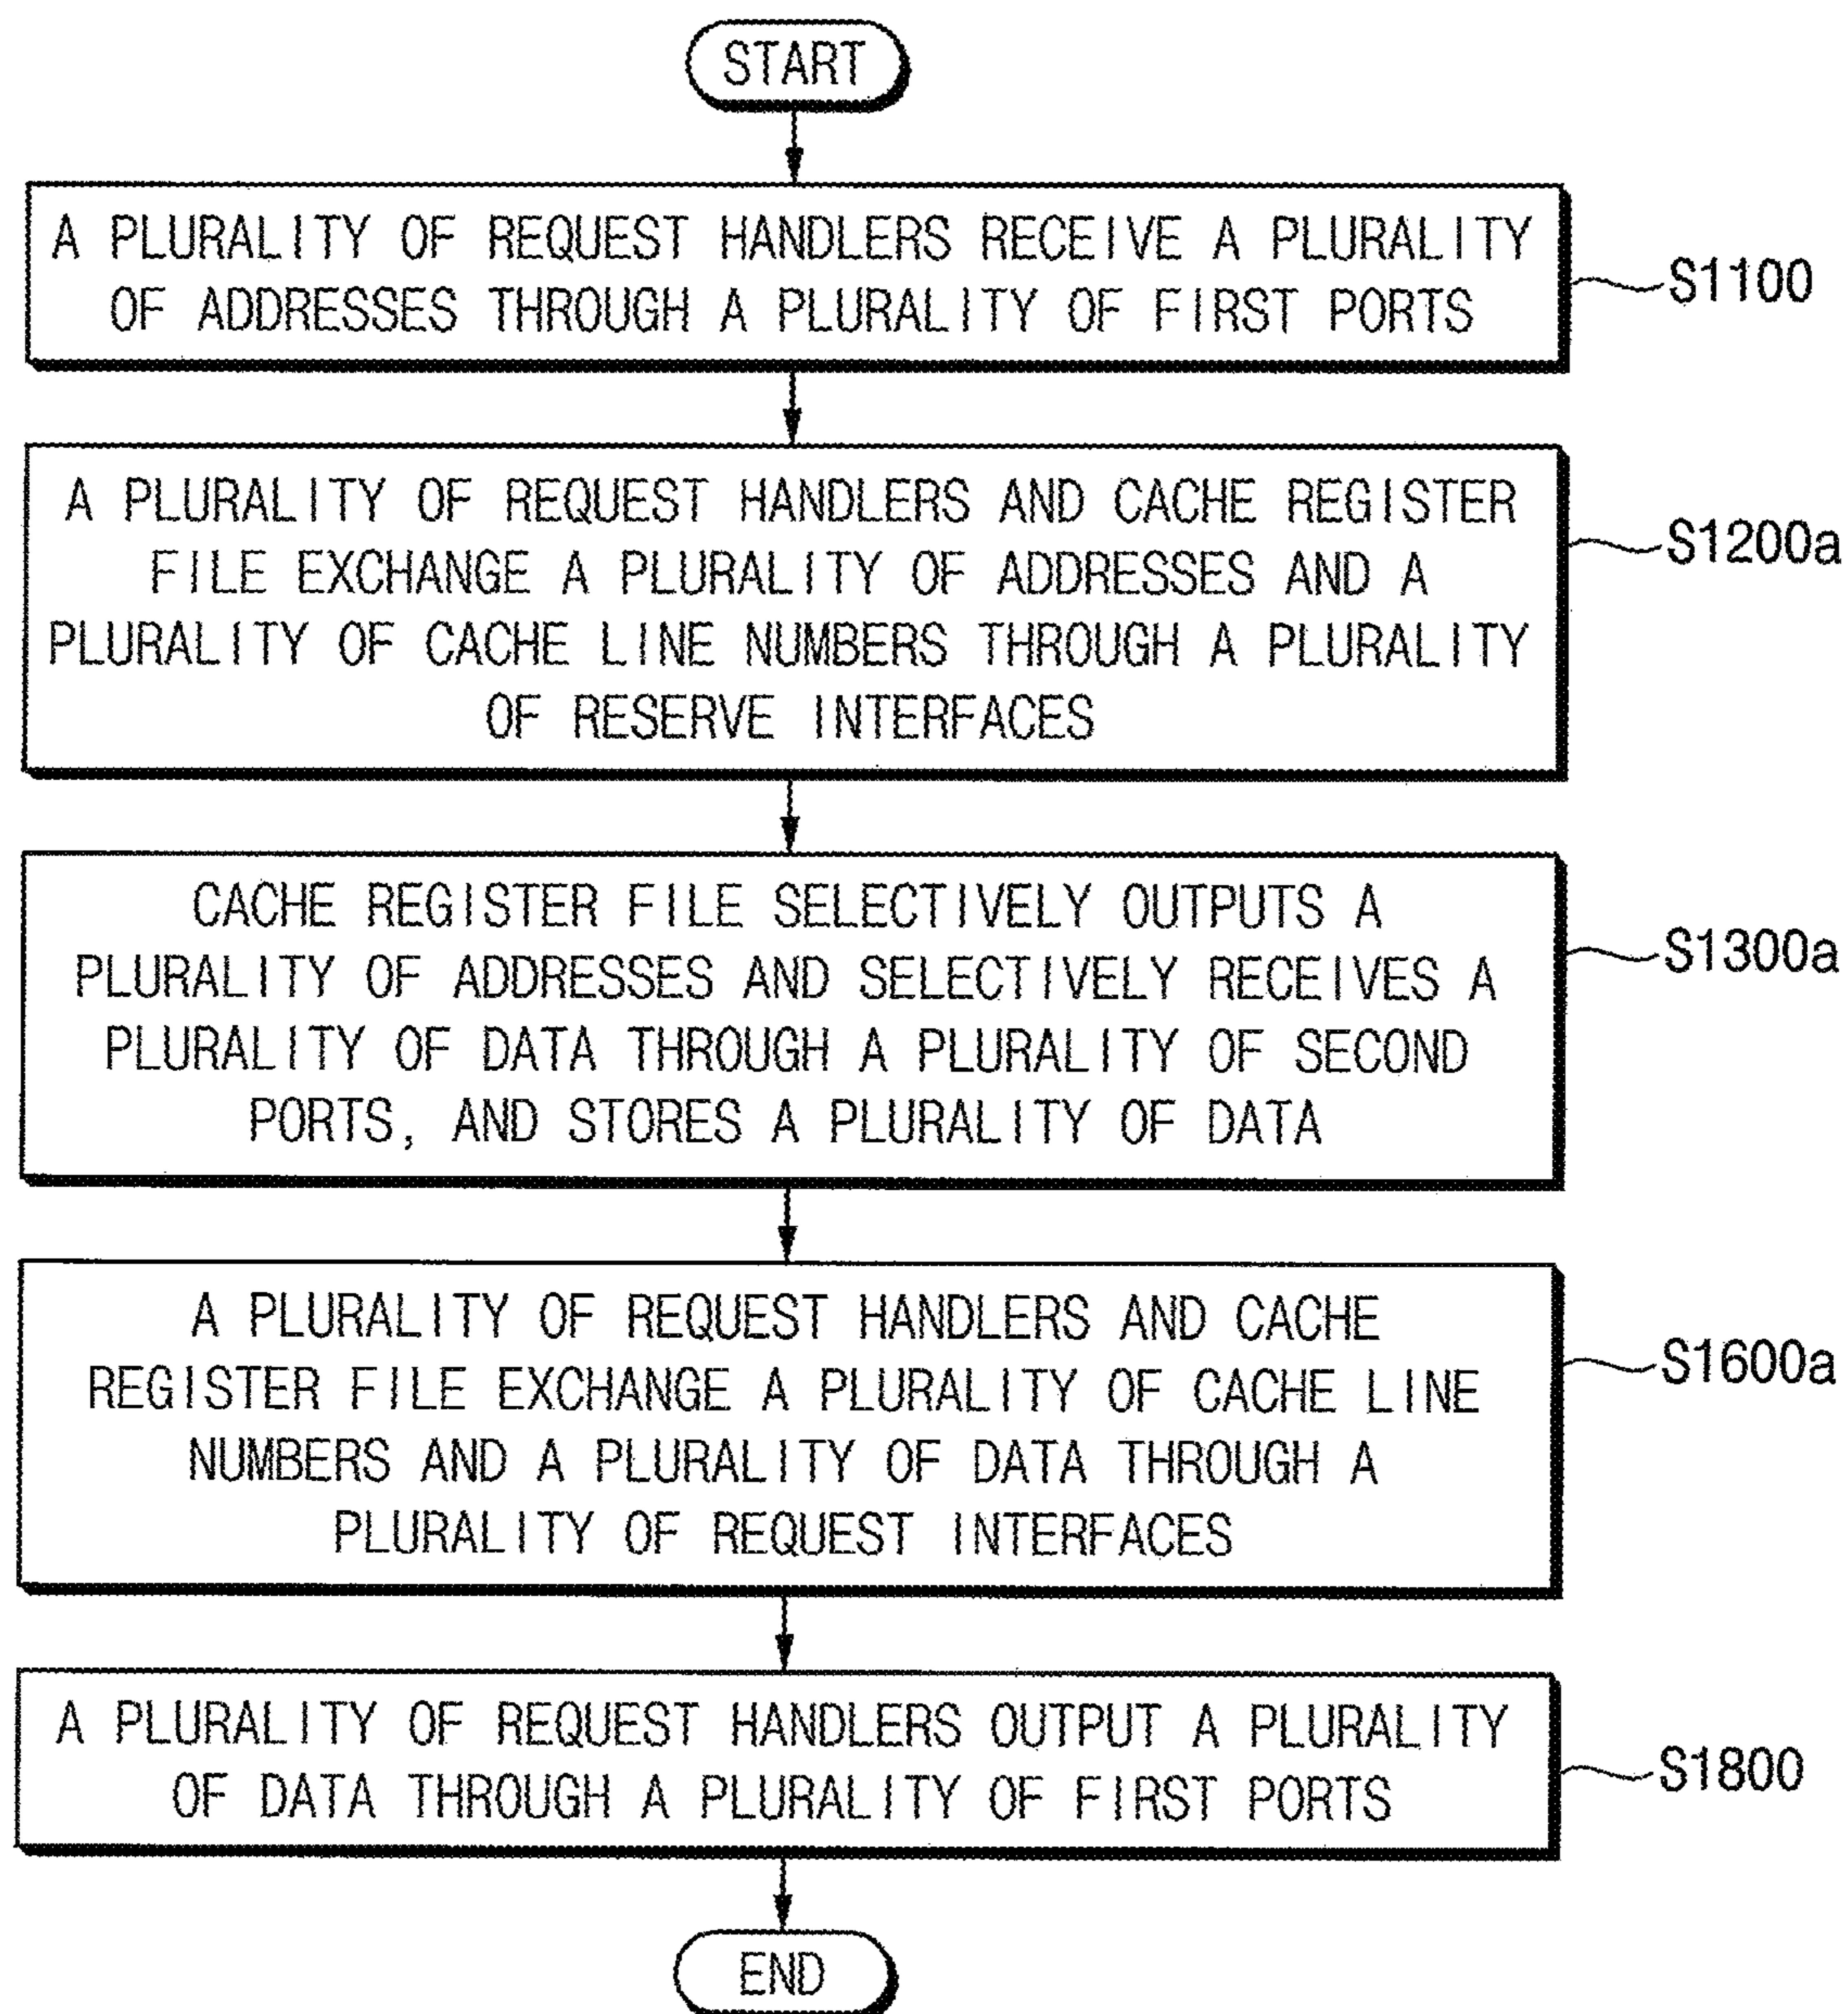 START
A PLURALITY OF REQUEST HANDLERS RECEIVE A PLURALITY
OF ADDRESSES THROUGH A PLURALITY OF FIRST PORTS
S1100
A PLURALITY OF REQUEST HANDLERS AND CACHE REGISTER
FILE EXCHANGE A PLURALITY OF ADDRESSES AND A
PLURALITY OF CACHE LINE NUMBERS THROUGH A PLURALITY
OF RESERVE INTERFACES
S1200a
CACHE REGISTER FILE SELECTIVELY OUTPUTS A
PLURALITY OF ADDRESSES AND SELECTIVELY RECEIVES A
PLURALITY OF DATA THROUGH A PLURALITY OF SECOND
PORTS, AND STORES A PLURALITY OF DATA
S1300a
A PLURALITY OF REQUEST HANDLERS AND CACHE
REGISTER FILE EXCHANGE A PLURALITY OF CACHE LINE
NUMBERS AND A PLURALITY OF DATA THROUGH A
PLURALITY OF REQUEST INTERFACES
S1600a
A PLURALITY OF REQUEST HANDLERS OUTPUT A PLURALITY
OF DATA THROUGH A PLURALITY OF FIRST PORTS
S1800
END